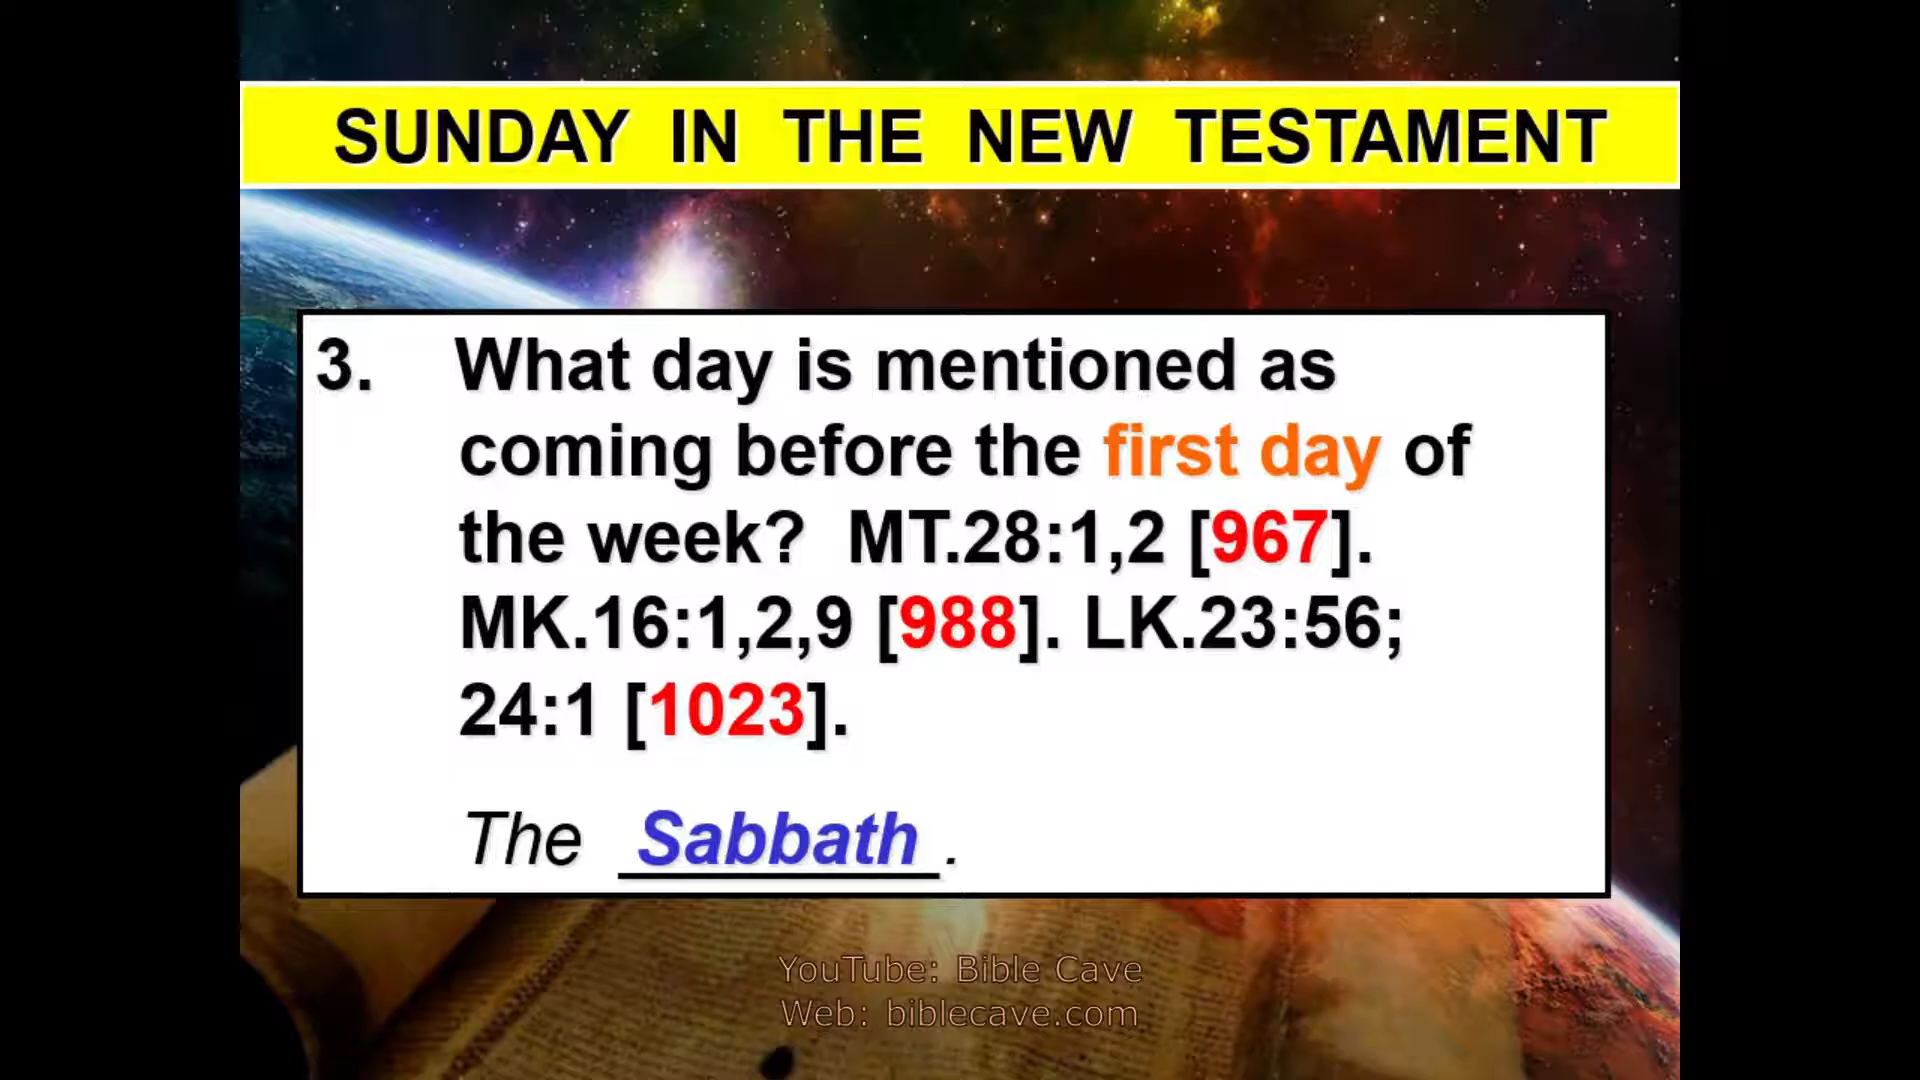 SUNDAY IN THE NEW TESTAMENT
3. What day is mentioned as
coming before the first day of
the week? MT.28:1,2 [967].
MK.16:1,2,9 [988]. LK.23:56;
24:1 [1023].
The Sabbath.
YouTube: Bible Cave
Web: biblecave.com